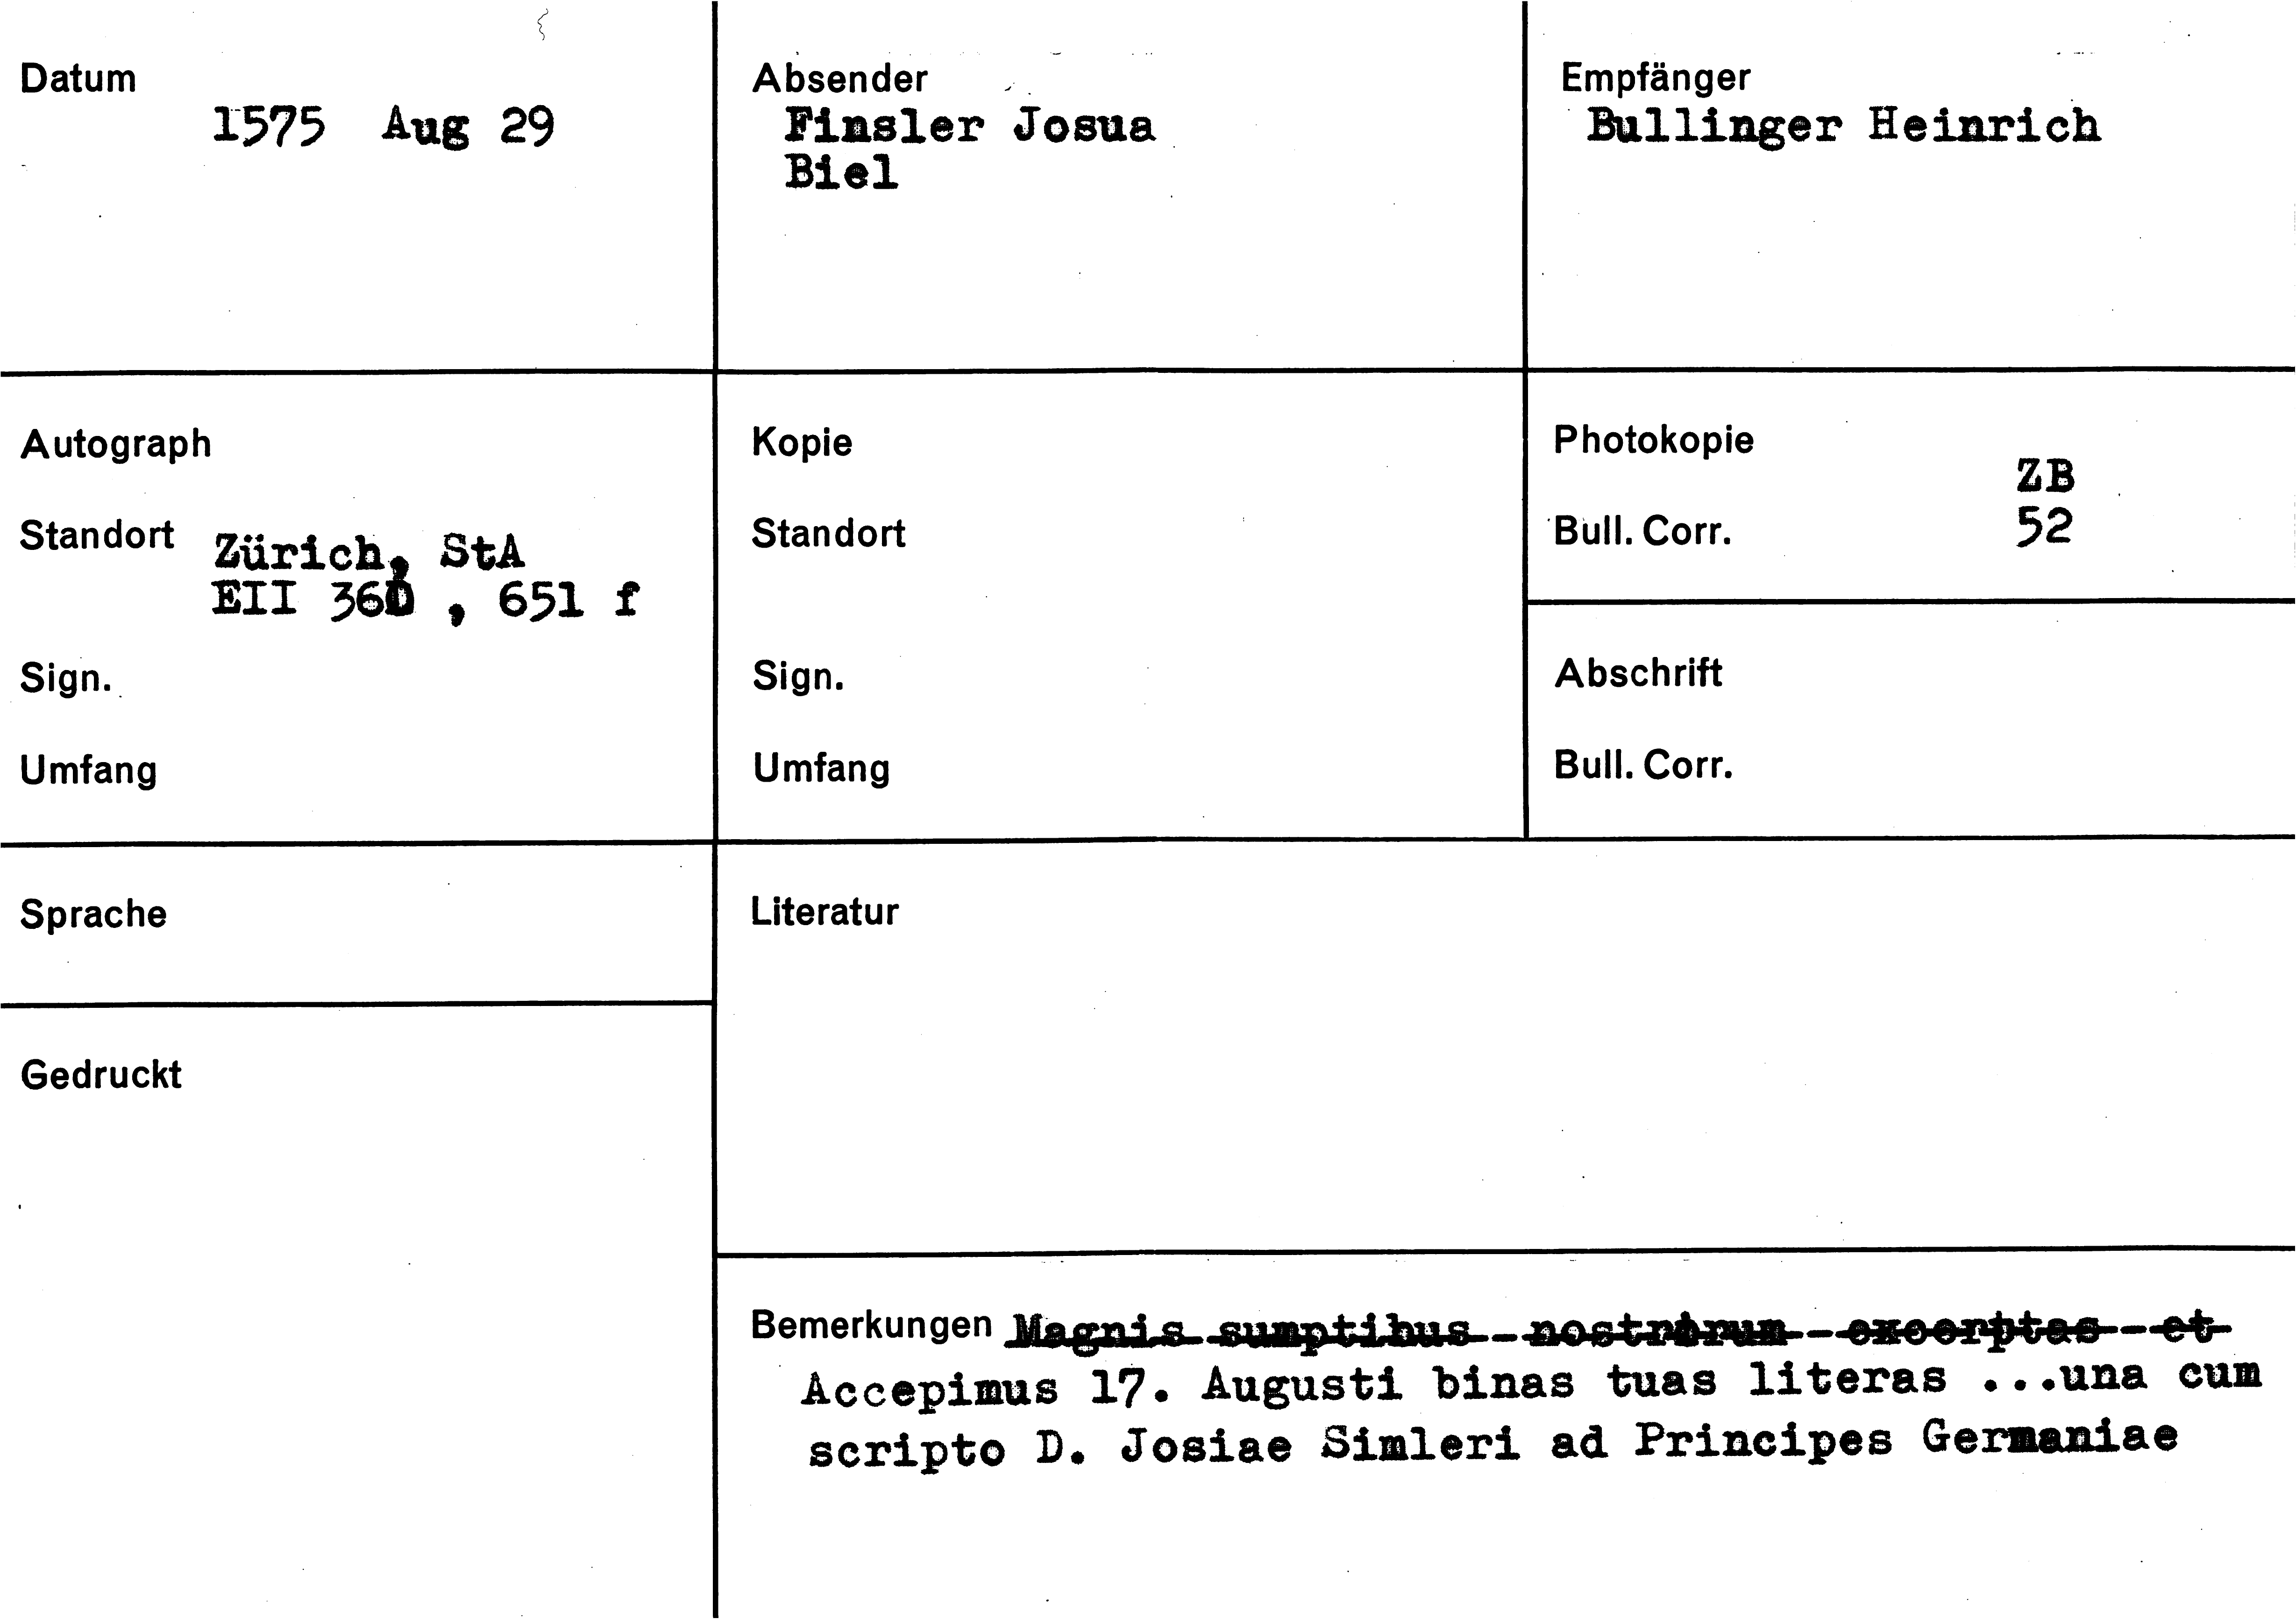 Datum
1575 Aug 29
Absender
Finsler Josua
Biel
Empfänger
Bullinger Heinrich
Autograph
Standort Zürich, StA
EII 360 , 651 f
Sign.
Umfang
Kopie
Standort
Sign.
Umfang
Photokopie
ZB
Bull. Corr. 52
Abschrift
Bull. Corr.
Sprache
Gedruckt
Literatur
Bemerkungen Magnis sumptibus nostrorum excerptas et
Accepimus 17. Augusti binas tuas literas ...una cum
scripto D. Josiae Simleri ad Principes Germaniae